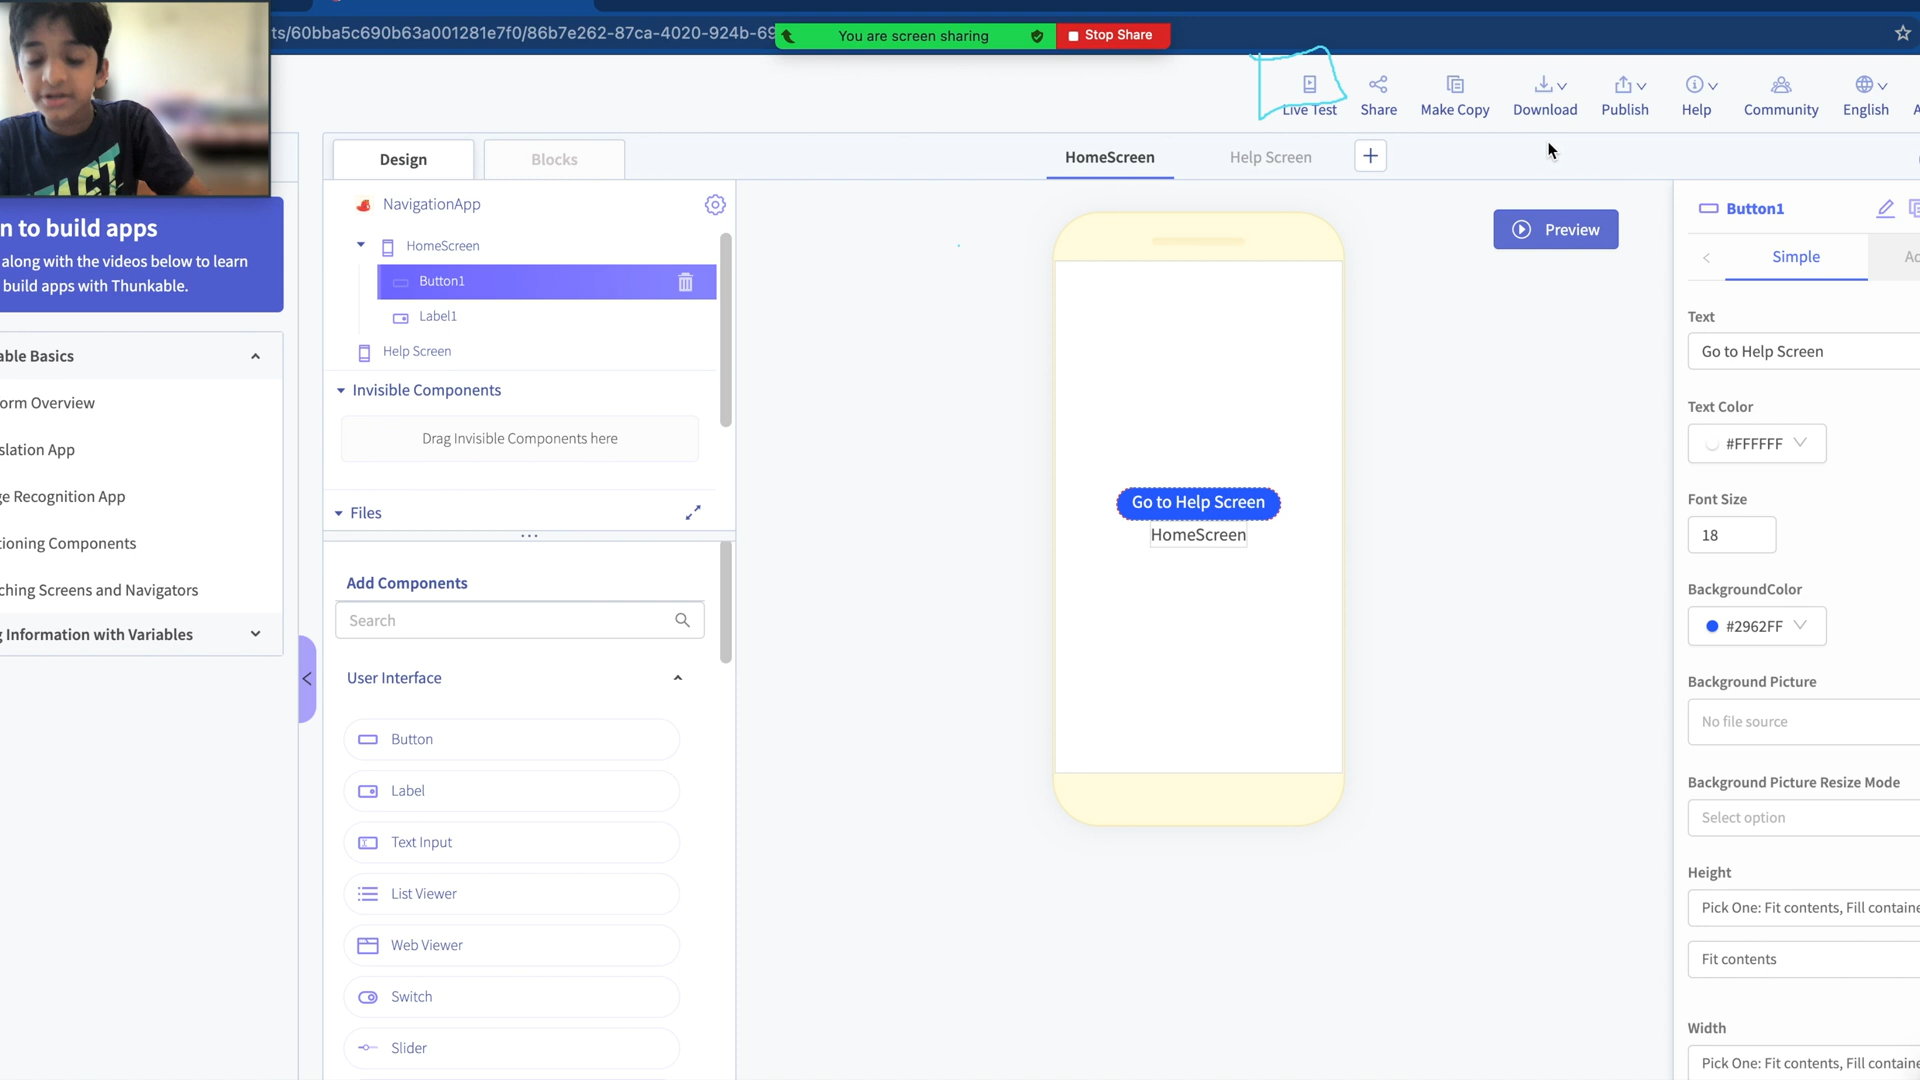 ts/60bba5c690b63a001281e7f0/86b7e262-87ca-4020-924b-69
You are screen sharing
Stop Share
Live Test
Share
Make Copy
Download
Publish
Help
Community
English
n to build apps
along with the videos below to learn
build apps with Thunkable.
able Basics
orm Overview
slation App
ge Recognition App
tioning Components
ching Screens and Navigators
g Information with Variables
Design
Blocks
NavigationApp
HomeScreen
Button1
Label1
Help Screen
Invisible Components
Drag Invisible Components here
Files
Add Components
Search
User Interface
Button
Label
Text Input
List Viewer
Web Viewer
Switch
Slider
HomeScreen
Help Screen
Preview
Go to Help Screen
HomeScreen
Button1
Simple
Ac
Text
Go to Help Screen
Text Color
#FFFFFF
Font Size
18
BackgroundColor
#2962FF
Background Picture
No file source
Background Picture Resize Mode
Select option
Height
Pick One: Fit contents, Fill containe
Fit contents
Width
Pick One: Fit contents, Fill containe